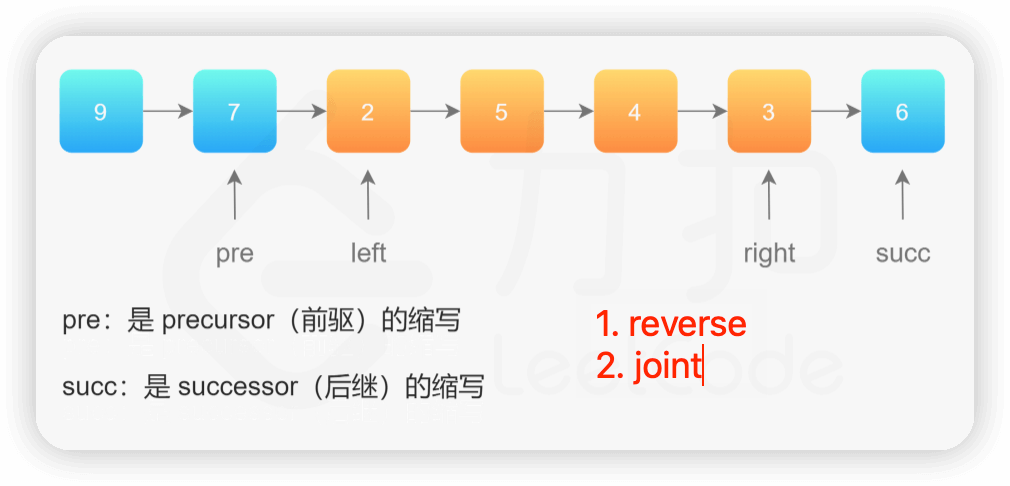 9 7 2 5 4 3 6
pre left right succ
pre：是 precursor（前驱）的缩写
succ：是 successor（后继）的缩写
1. reverse
2. joint
力扣
LeetCode